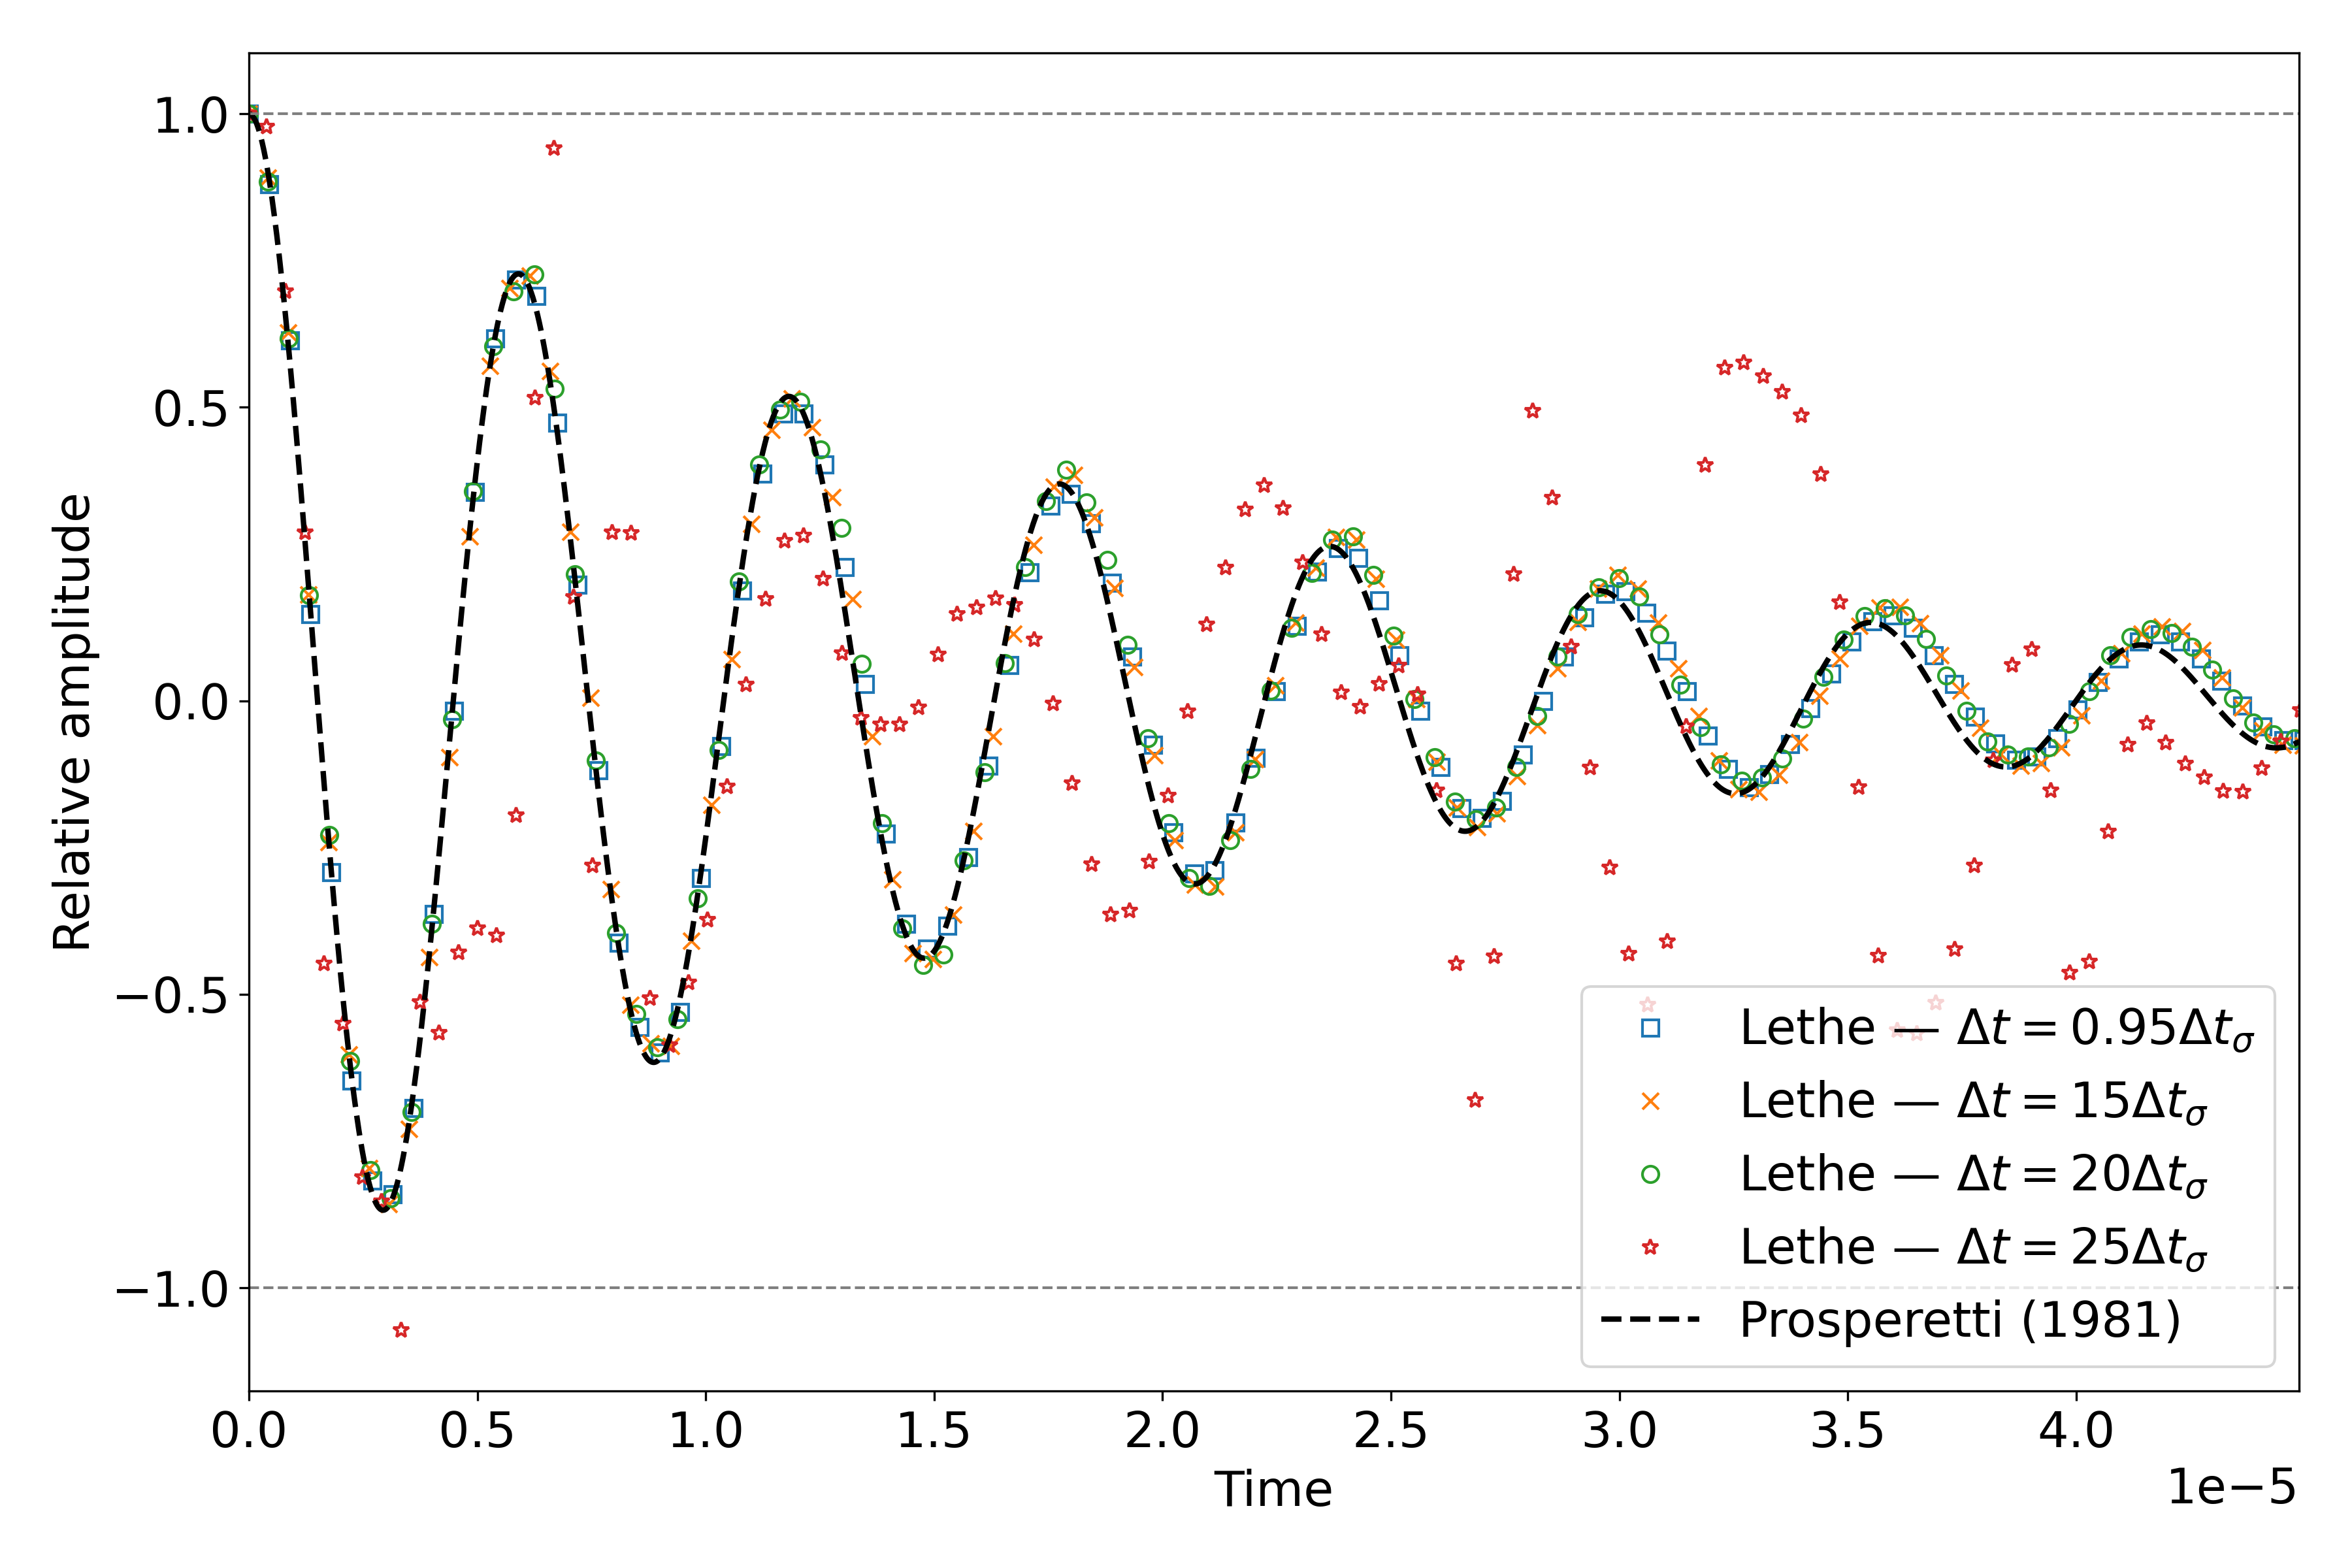 1.0
0.5
0.0
−0.5
−1.0
Relative amplitude
Lethe — Δt = 0.95Δtσ
Lethe — Δt = 15Δtσ
Lethe — Δt = 20Δtσ
Lethe — Δt = 25Δtσ
Prosperetti (1981)
0.0 0.5 1.0 1.5 2.0 2.5 3.0 3.5 4.0
Time
1e−5